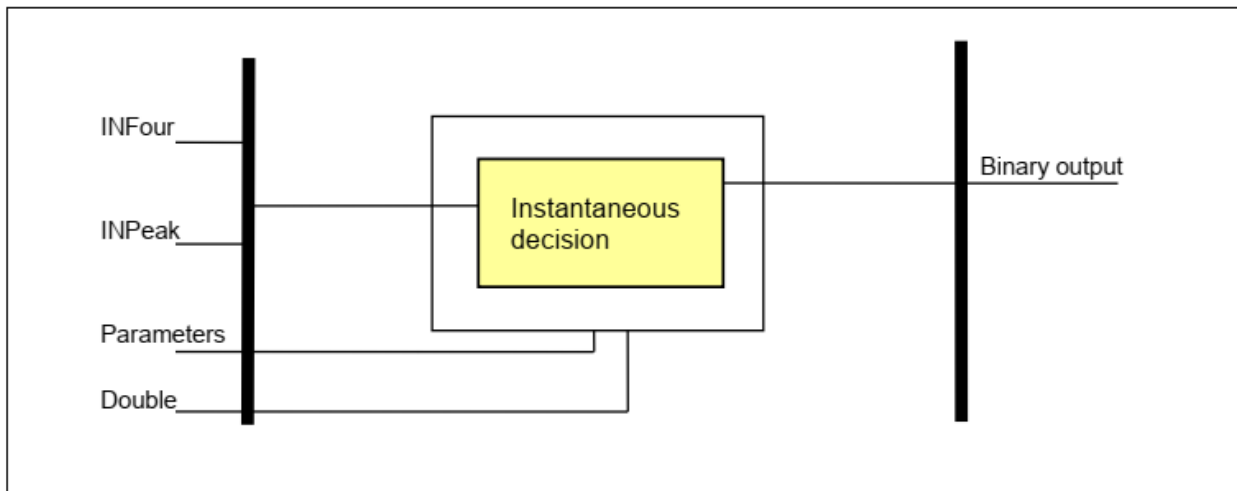 INFour
INPeak
Parameters
Double
Instantaneous
decision
Binary output